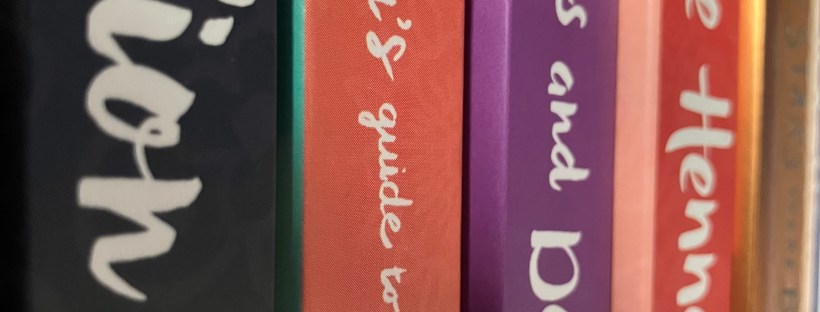 ion
's guide to
s and D
e Henn